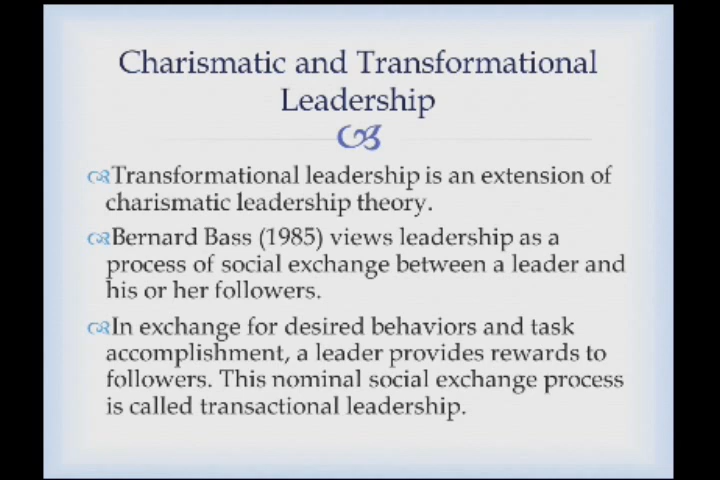 Charismatic and Transformational
Leadership
Transformational leadership is an extension of
charismatic leadership theory.
Bernard Bass (1985) views leadership as a
process of social exchange between a leader and
his or her followers.
In exchange for desired behaviors and task
accomplishment, a leader provides rewards to
followers. This nominal social exchange process
is called transactional leadership.